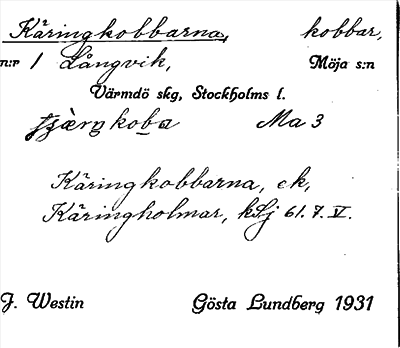 Käringkobbarna, kobbar,
n:r 1 Långvik, Möja s:n
Värmdö skg, Stockholms l.
Ma 3
Käringkobbarna, ek,
Käringholmar, kSj 61. 7. V.
J. Westin Gösta Lundberg 1931